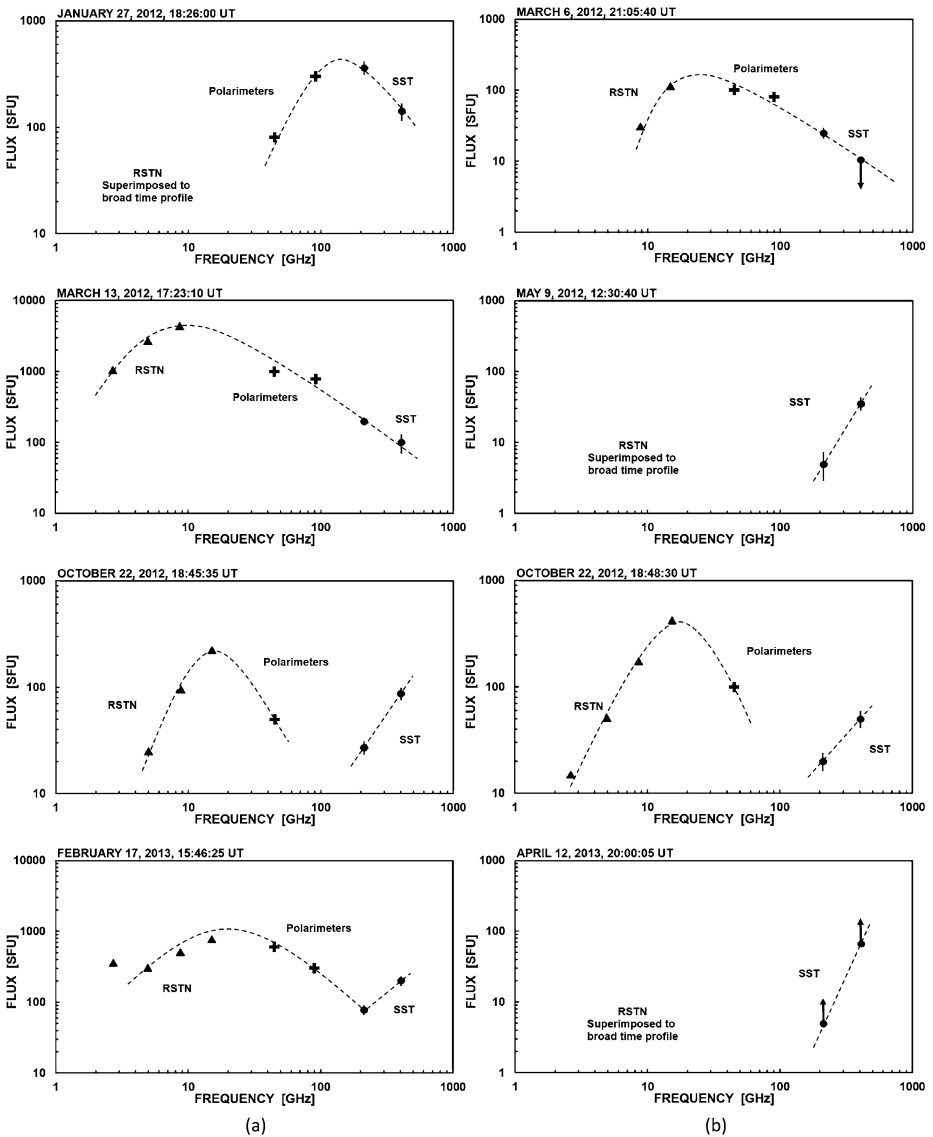 JANUARY 27, 2012, 18:26:00 UT
1000
100
10
FLUX [SFU]
Polarimeters
SST
RSTN
Superimposed to
broad time profile
1 10 100 1000
FREQUENCY [GHz]
MARCH 6, 2012, 21:05:40 UT
1000
100
10
1
FLUX [SFU]
RSTN
Polarimeters
SST
1 10 100 1000
FREQUENCY [GHz]
MARCH 13, 2012, 17:23:10 UT
10000
1000
100
10
FLUX [SFU]
RSTN
Polarimeters
SST
1 10 100 1000
FREQUENCY [GHz]
MAY 9, 2012, 12:30:40 UT
1000
100
10
1
FLUX [SFU]
SST
RSTN
Superimposed to
broad time profile
1 10 100 1000
FREQUENCY [GHz]
OCTOBER 22, 2012, 18:45:35 UT
1000
100
10
FLUX [SFU]
Polarimeters
RSTN
SST
1 10 100 1000
FREQUENCY [GHz]
OCTOBER 22, 2012, 18:48:30 UT
1000
100
10
FLUX [SFU]
Polarimeters
RSTN
SST
1 10 100 1000
FREQUENCY [GHz]
FEBRUARY 17, 2013, 15:46:25 UT
10000
1000
100
10
FLUX [SFU]
Polarimeters
RSTN
SST
1 10 100 1000
FREQUENCY [GHz]
APRIL 12, 2013, 20:00:05 UT
1000
100
10
1
FLUX [SFU]
SST
RSTN
Superimposed to
broad time profile
1 10 100 1000
FREQUENCY [GHz]
(a)
(b)